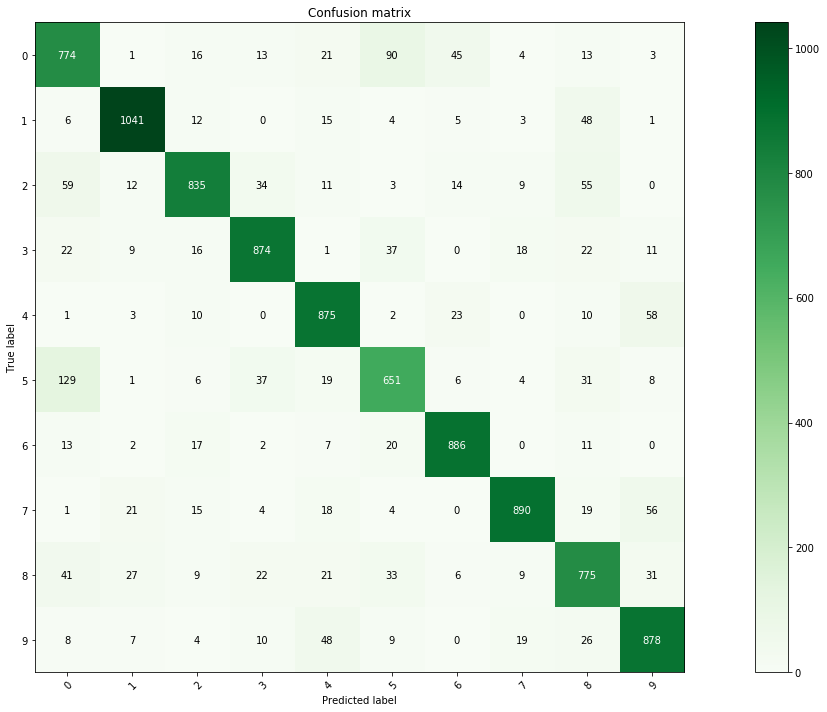 Confusion matrix
0 774 1 16 13 21 90 45 4 13 3
1 6 1041 12 0 15 4 5 3 48 1
2 59 12 835 34 11 3 14 9 55 0
3 22 9 16 874 1 37 0 18 22 11
4 1 3 10 0 875 2 23 0 10 58
5 129 1 6 37 19 651 6 4 31 8
6 13 2 17 2 7 20 886 0 11 0
7 1 21 15 4 18 4 0 890 19 56
8 41 27 9 22 21 33 6 9 775 31
9 8 7 4 10 48 9 0 19 26 878
0 1 2 3 4 5 6 7 8 9
True label
Predicted label
1000
800
600
400
200
0